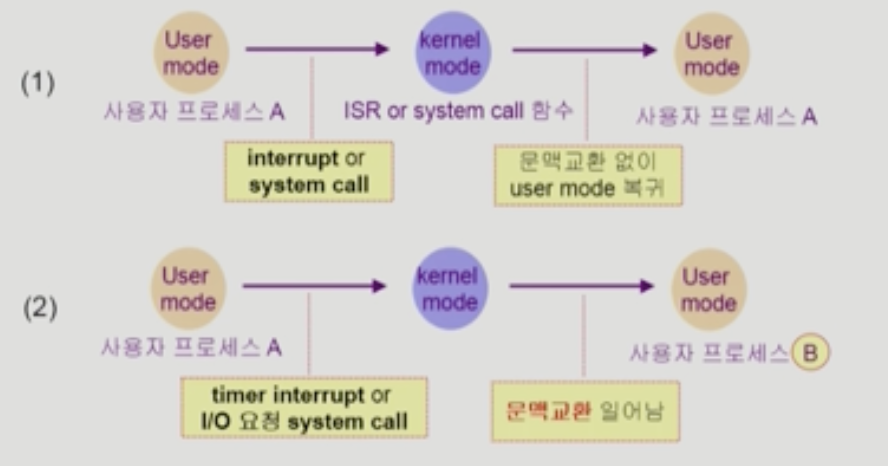 (1)
User mode
kernel mode
User mode
사용자 프로세스 A
ISR or system call 함수
사용자 프로세스 A
interrupt or
system call
문맥교환 없이
user mode 복귀
(2)
User mode
kernel mode
User mode
사용자 프로세스 A
사용자 프로세스 B
timer interrupt or
I/O 요청 system call
문맥교환 일어남